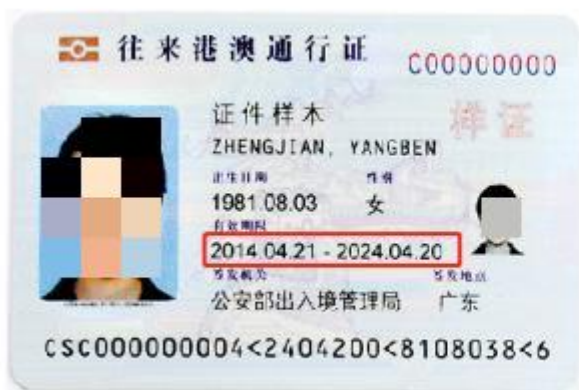 往来港澳通行证
C00000000
样证
证件样本
ZHENGJIAN, YANGBEN
出生日期 性别
1981.08.03 女
有效期限
2014.04.21 - 2024.04.20
签发机关 签发地点
公安部出入境管理局 广东
CSC000000004<2404200<8108038<6